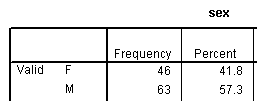 sex
Frequency Percent
Valid F 46 41.8
M 63 57.3